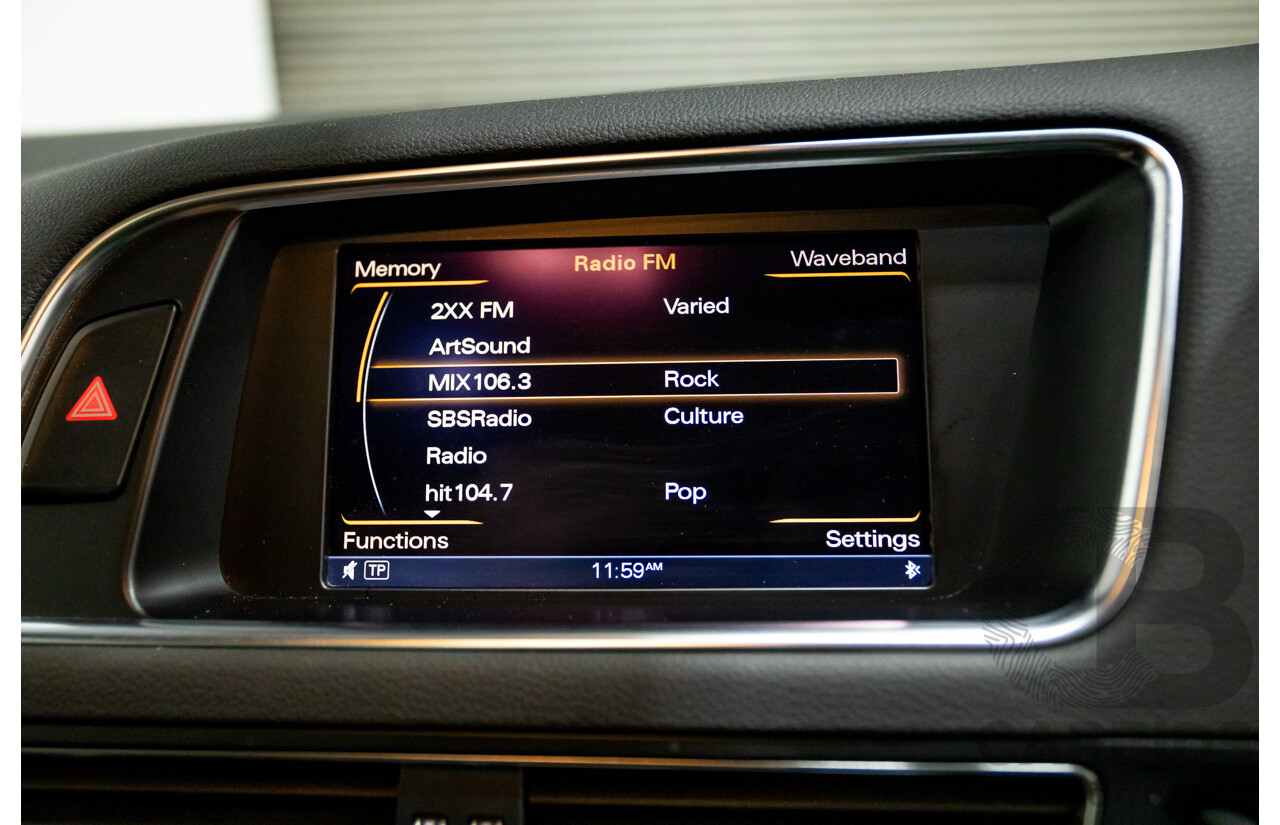 Memory Radio FM Waveband
2XX FM Varied
ArtSound
MIX106.3 Rock
SBSRadio Culture
Radio
hit104.7 Pop
Functions Settings
TP 11:59AM